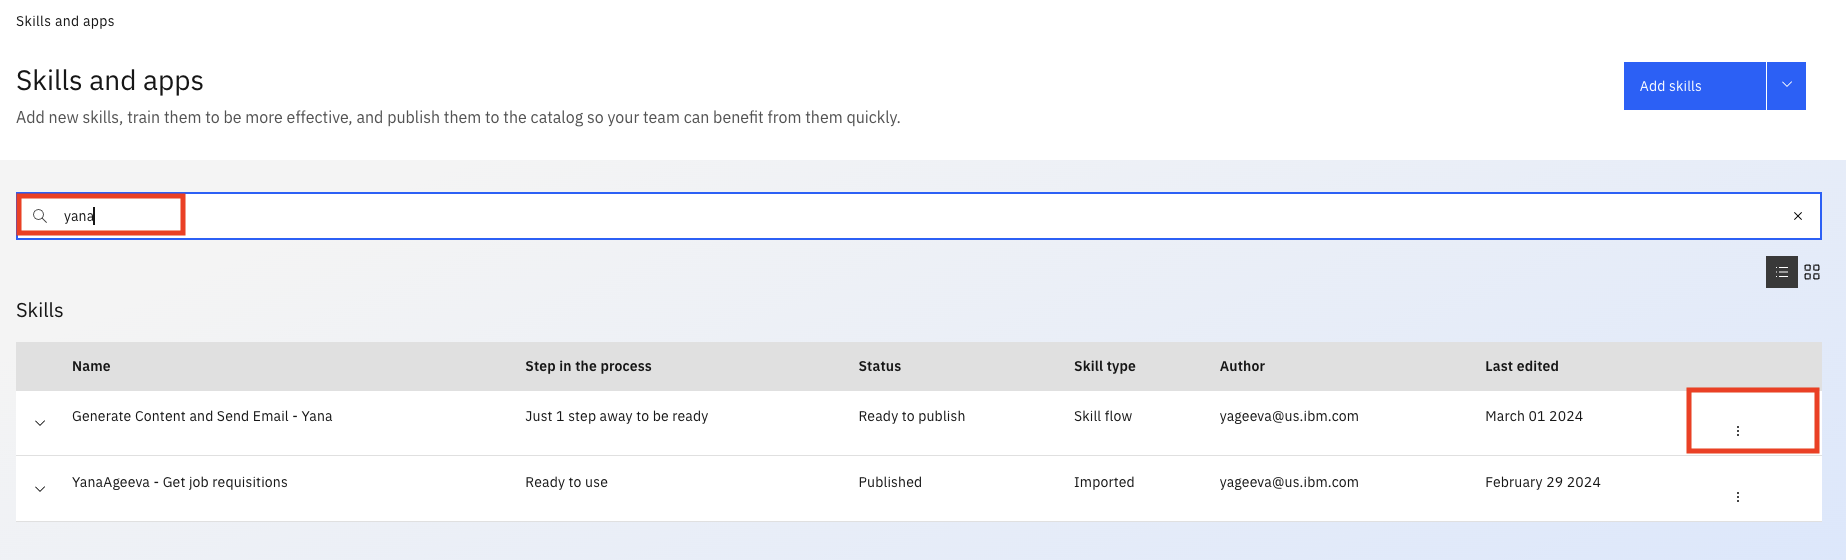 Skills and apps
Skills and apps
Add skills
Add new skills, train them to be more effective, and publish them to the catalog so your team can benefit from them quickly.
yana
Skills
Name Step in the process Status Skill type Author Last edited
Generate Content and Send Email - Yana Just 1 step away to be ready Ready to publish Skill flow yageeva@us.ibm.com March 01 2024
YanaAgeeva - Get job requisitions Ready to use Published Imported yageeva@us.ibm.com February 29 2024